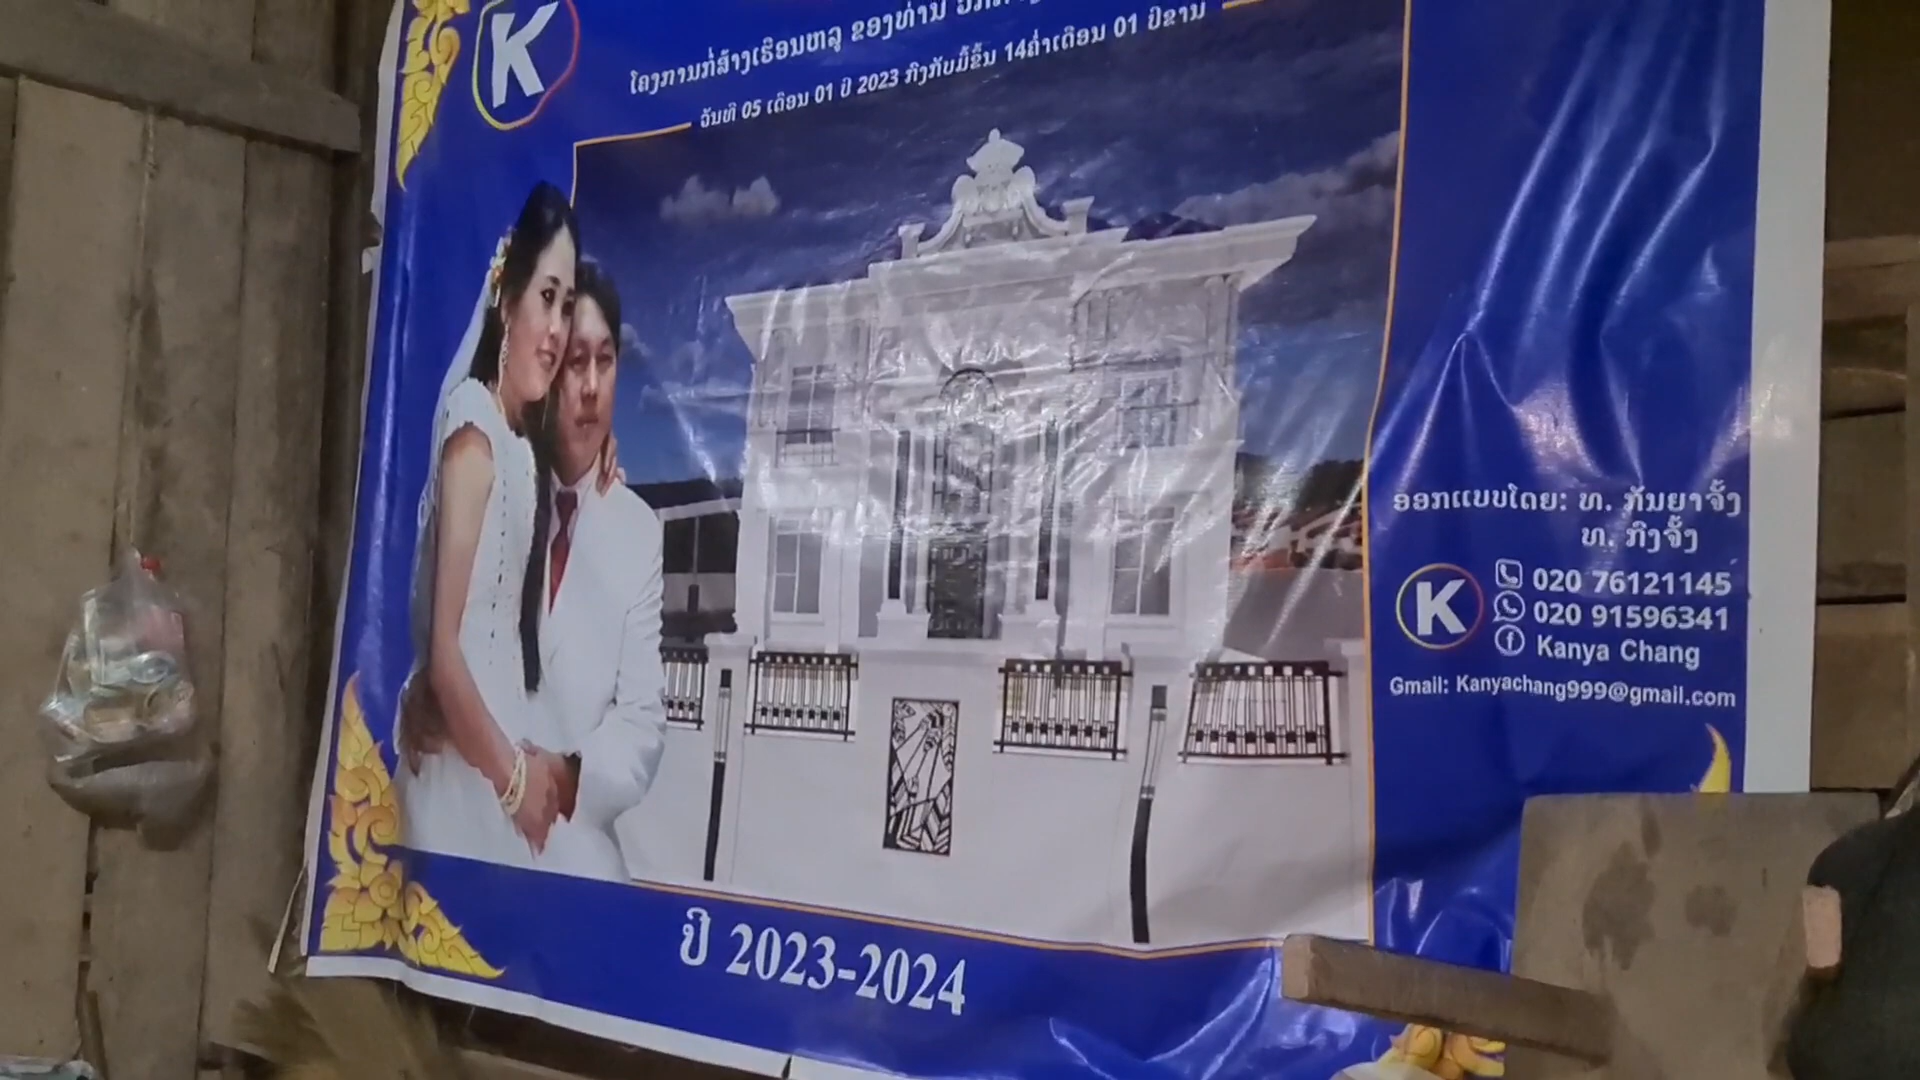 K
ໂຄງການກໍ່ສ້າງເຮືອນຫລູ ຂອງທ່ານ
ວັນທີ 05 ເດືອນ 01 ປີ 2023 ກົງກັບມື້ຂຶ້ນ 14ຄໍ່າເດືອນ 01 ປີຂານ
ອອກແບບໂດຍ: ທ. ກັນຍາຈັ້ງ
ທ. ກົງຈັ້ງ
K
020 76121145
020 91596341
Kanya Chang
Gmail: Kanyachang999@gmail.com
ປີ 2023-2024